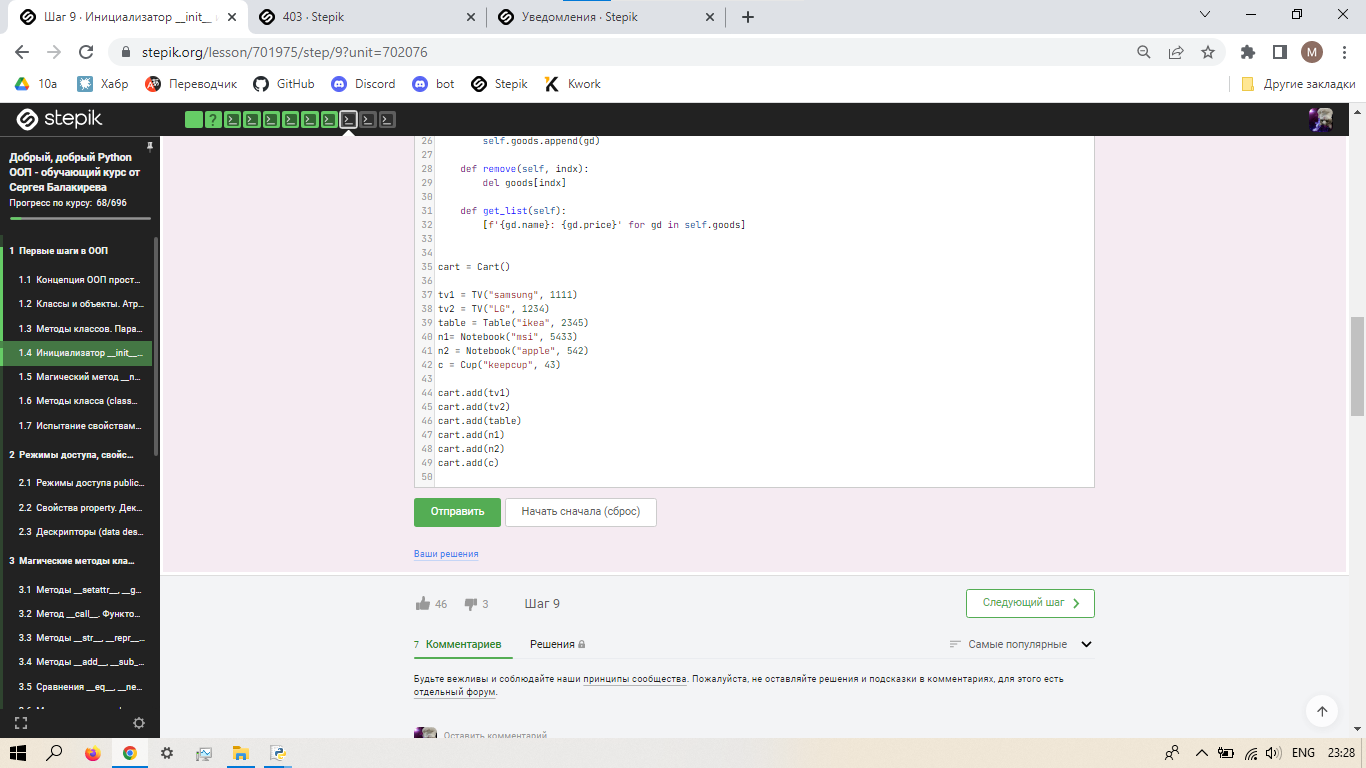 Шаг 9 · Инициализатор __init__
403 · Stepik
Уведомления · Stepik
stepik.org/lesson/701975/step/9?unit=702076
M
10а
Хабр
Переводчик
GitHub
Discord
bot
Stepik
Kwork
Другие закладки
stepik
?
Добрый, добрый Python
ООП - обучающий курс от
Сергея Балакирева
Прогресс по курсу: 68/696
1 Первые шаги в ООП
1.1 Концепция ООП прост...
1.2 Классы и объекты. Атр...
1.3 Методы классов. Пара...
1.4 Инициализатор __init__...
1.5 Магический метод __n...
1.6 Методы класса (class...
1.7 Испытание свойствам...
2 Режимы доступа, свойс...
2.1 Режимы доступа public...
2.2 Свойства property. Дек...
2.3 Дескрипторы (data des...
3 Магические методы кла...
3.1 Методы __setattr__, __g...
3.2 Метод __call__. Функто...
3.3 Методы __str__, __repr__...
3.4 Методы __add__, __sub_...
3.5 Сравнения __eq__, __ne...
26 self.goods.append(gd)
27
28 def remove(self, indx):
29 del goods[indx]
30
31 def get_list(self):
32 [f'{gd.name}: {gd.price}' for gd in self.goods]
33
34
35 cart = Cart()
36
37 tv1 = TV("samsung", 1111)
38 tv2 = TV("LG", 1234)
39 table = Table("ikea", 2345)
40 n1= Notebook("msi", 5433)
41 n2 = Notebook("apple", 542)
42 c = Cup("keepcup", 43)
43
44 cart.add(tv1)
45 cart.add(tv2)
46 cart.add(table)
47 cart.add(n1)
48 cart.add(n2)
49 cart.add(c)
50
Отправить
Начать сначала (сброс)
Ваши решения
46
3
Шаг 9
Следующий шаг
7 Комментариев
Решения
Самые популярные
Будьте вежливы и соблюдайте наши принципы сообщества. Пожалуйста, не оставляйте решения и подсказки в комментариях, для этого есть
отдельный форум.
Оставить комментарий
ENG
23:28